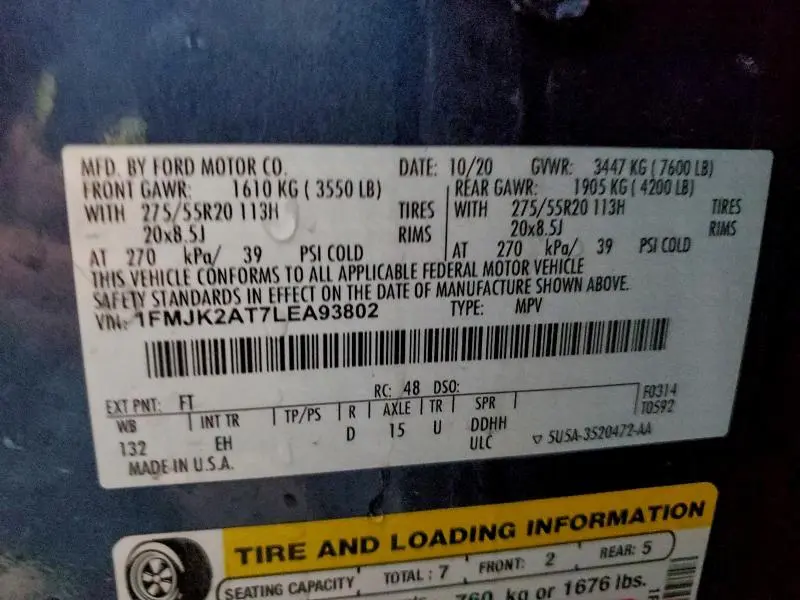 MFD. BY FORD MOTOR CO. DATE: 10/20 GVWR: 3447 KG ( 7600 LB)
FRONT GAWR: 1610 KG ( 3550 LB) REAR GAWR: 1905 KG ( 4200 LB)
WITH 275/55R20 113H TIRES WITH 275/55R20 113H TIRES
20x8.5J RIMS 20x8.5J RIMS
AT 270 kPa/ 39 PSI COLD AT 270 kPa/ 39 PSI COLD
THIS VEHICLE CONFORMS TO ALL APPLICABLE FEDERAL MOTOR VEHICLE
SAFETY STANDARDS IN EFFECT ON THE DATE OF MANUFACTURE SHOWN ABOVE.
VIN: 1FMJK2AT7LEA93802 TYPE: MPV
EXT PNT: FT RC: 48 DSO: F0314
WB INT TR TP/PS R AXLE TR SPR T0592
132 EH D 15 U DDHH
ULC ▽ 5U5A-3520472-AA
MADE IN U.S.A.
TIRE AND LOADING INFORMATION
SEATING CAPACITY TOTAL : 7 FRONT: 2 REAR: 5
760 kg or 1676 lbs.